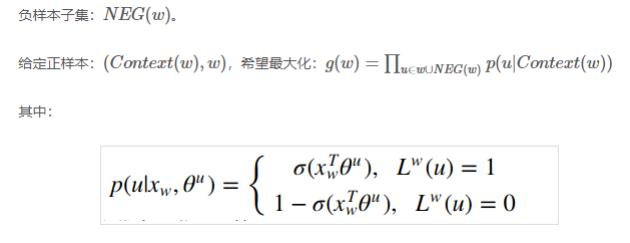 负样本子集：NEG(w)。
给定正样本：(Context(w), w)，希望最大化：g(w) = ∏_{u∈w∪NEG(w)} p(u|Context(w))
其中：
p(u|x_w, θ^u) = { σ(x_w^T θ^u), L^w(u) = 1
1 − σ(x_w^T θ^u), L^w(u) = 0